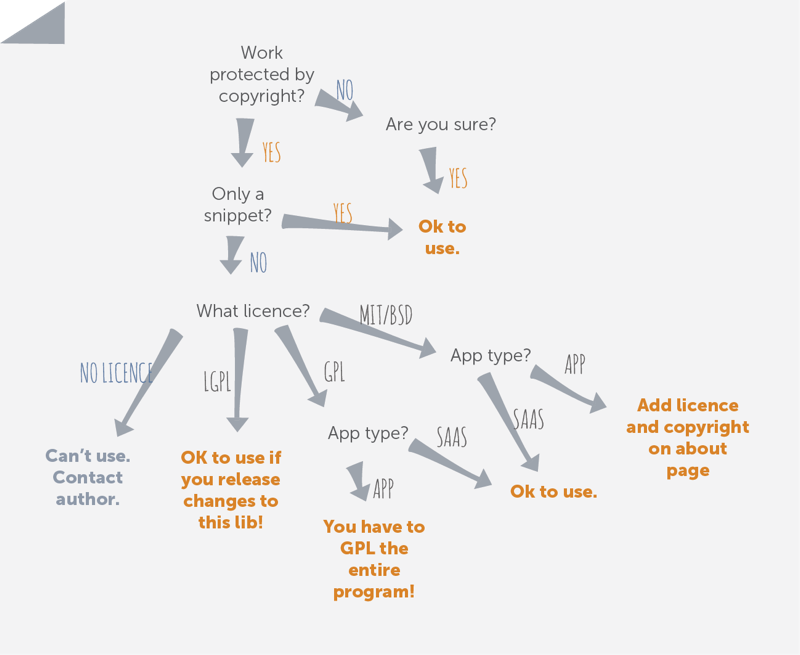 Work
protected by
copyright?
NO
Are you sure?
YES
YES
Only a
snippet?
YES
Ok to
use.
NO
What licence?
MIT/BSD
App type?
APP
NO LICENCE
LGPL
GPL
Add licence
and copyright
on about
page
SAAS
App type?
SAAS
Can't use.
Contact
author.
OK to use if
you release
changes to
this lib!
APP
Ok to use.
You have to
GPL the
entire
program!